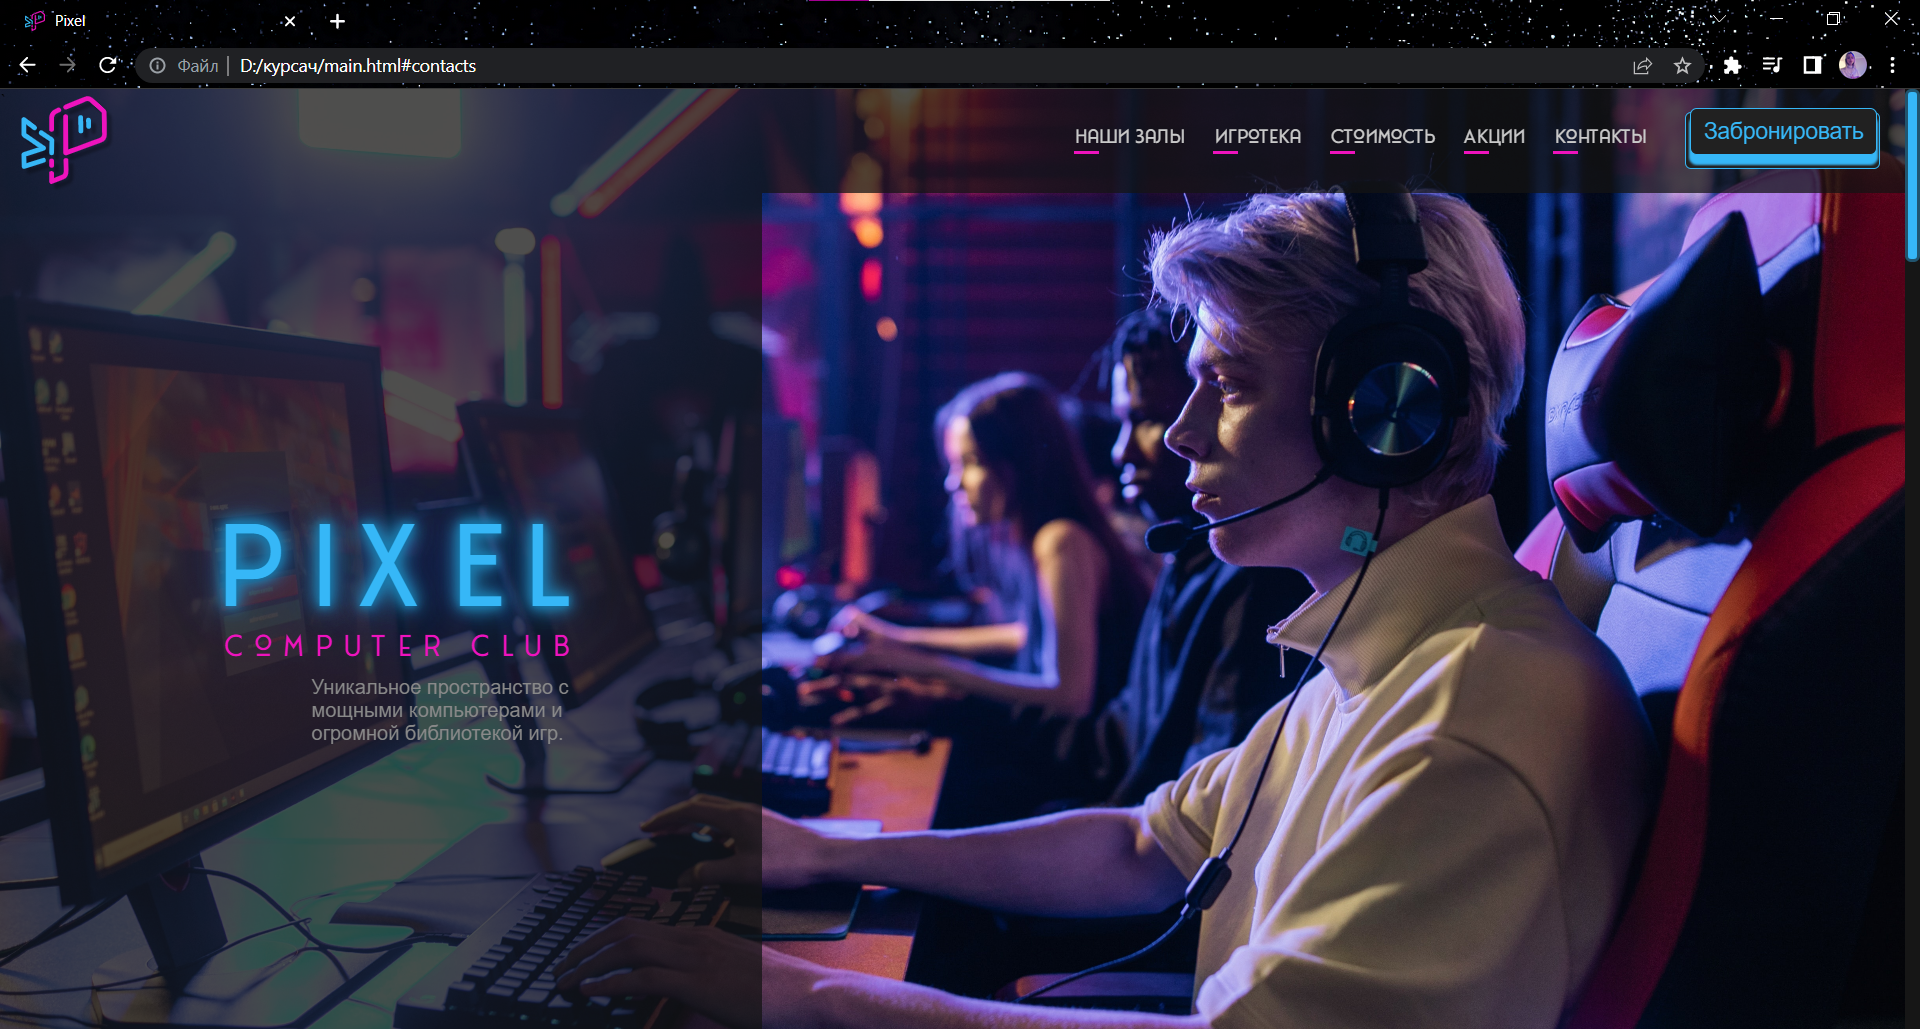 Pixel
Файл
D:/курсач/main.html#contacts
НАШИ ЗАЛЫ
ИГРОТЕКА
СТОИМОСТЬ
АКЦИИ
КОНТАКТЫ
Забронировать
PIXEL
COMPUTER CLUB
Уникальное пространство с
мощными компьютерами и
огромной библиотекой игр.